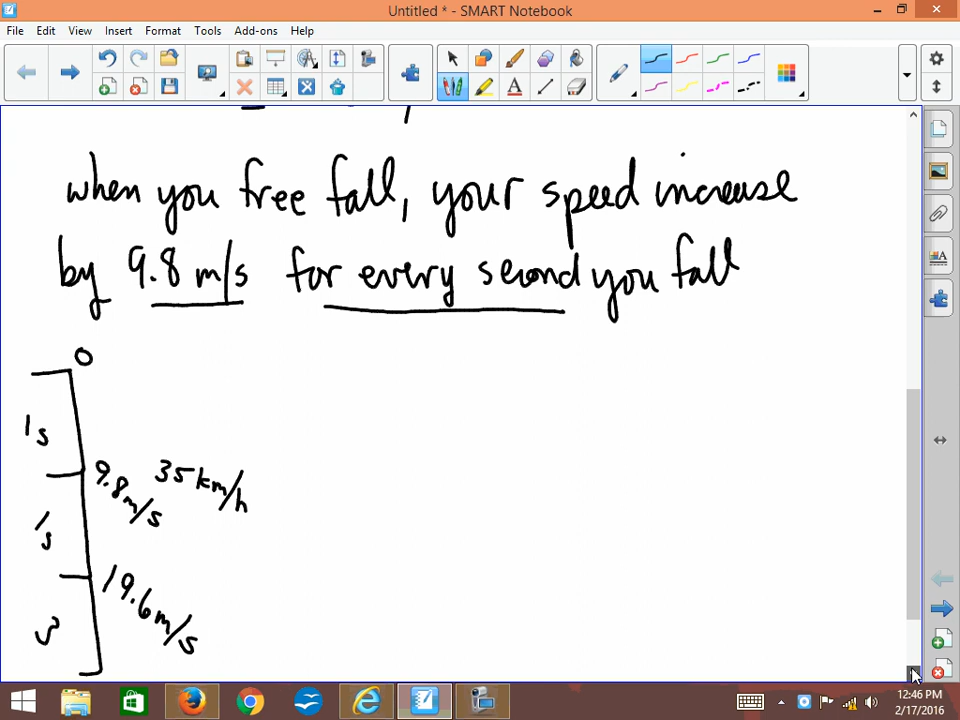 Untitled * - SMART Notebook
File Edit View Insert Format Tools Add-ons Help
when you free fall, your speed increase
by 9.8 m/s for every second you fall
0
1s
9.8 m/s 35 km/h
1s
19.6 m/s
12:46 PM
2/17/2016